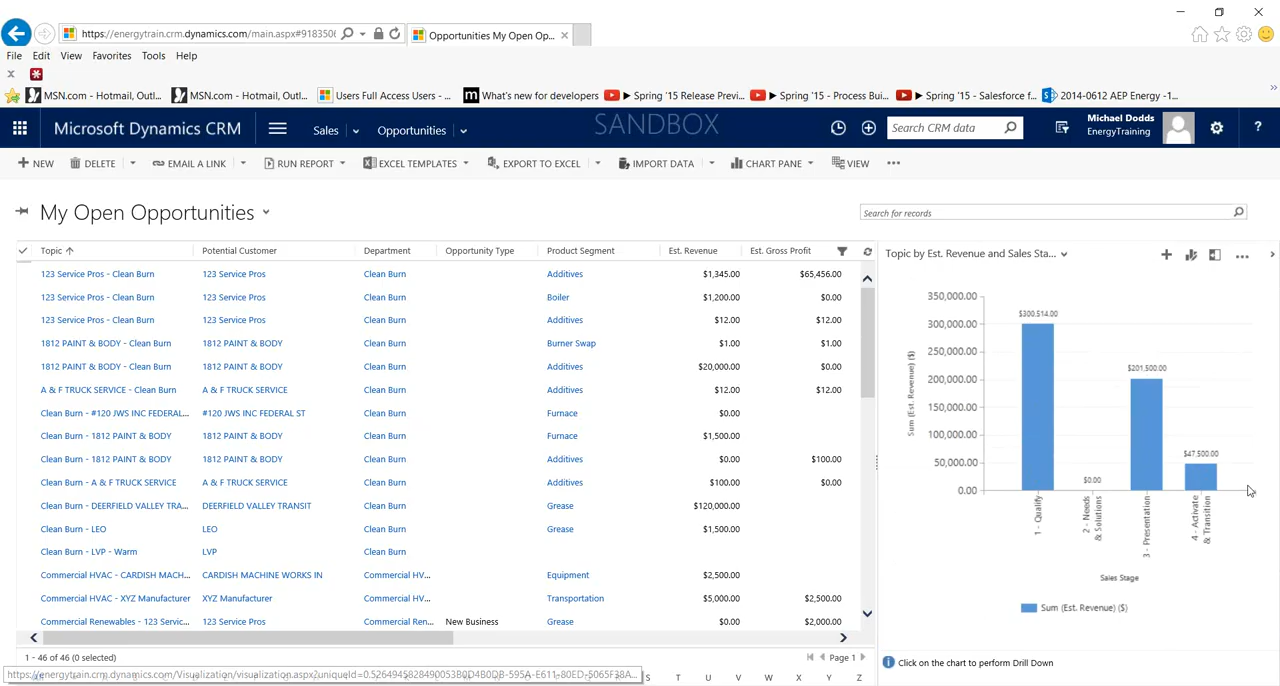 https://energytrain.crm.dynamics.com/main.aspx#9183506
Opportunities My Open Op...
File Edit View Favorites Tools Help
x
MSN.com - Hotmail, Outl... MSN.com - Hotmail, Outl... Users Full Access Users - ... What's new for developers ▶ Spring '15 Release Previ... ▶ Spring '15 - Process Bui... ▶ Spring '15 - Salesforce f... 2014-0612 AEP Energy -1...
Microsoft Dynamics CRM Sales Opportunities SANDBOX Search CRM data Michael Dodds ?
EnergyTraining
NEW DELETE EMAIL A LINK RUN REPORT EXCEL TEMPLATES EXPORT TO EXCEL IMPORT DATA CHART PANE VIEW •••
My Open Opportunities
Search for records
Topic Potential Customer Department Opportunity Type Product Segment Est. Revenue Est. Gross Profit
123 Service Pros - Clean Burn 123 Service Pros Clean Burn Additives $1,345.00 $65,456.00
123 Service Pros - Clean Burn 123 Service Pros Clean Burn Boiler $1,200.00 $0.00
123 Service Pros - Clean Burn 123 Service Pros Clean Burn Additives $12.00 $12.00
1812 PAINT & BODY - Clean Burn 1812 PAINT & BODY Clean Burn Burner Swap $1.00 $1.00
1812 PAINT & BODY - Clean Burn 1812 PAINT & BODY Clean Burn Additives $20,000.00 $0.00
A & F TRUCK SERVICE - Clean Burn A & F TRUCK SERVICE Clean Burn Additives $12.00 $12.00
Clean Burn - #120 JWS INC FEDERAL... #120 JWS INC FEDERAL ST Clean Burn Furnace $0.00
Clean Burn - 1812 PAINT & BODY 1812 PAINT & BODY Clean Burn Furnace $1,500.00
Clean Burn - 1812 PAINT & BODY 1812 PAINT & BODY Clean Burn Additives $0.00 $100.00
Clean Burn - A & F TRUCK SERVICE A & F TRUCK SERVICE Clean Burn Additives $100.00 $0.00
Clean Burn - DEERFIELD VALLEY TRA... DEERFIELD VALLEY TRANSIT Clean Burn Grease $120,000.00
Clean Burn - LEO LEO Clean Burn Grease $1,500.00
Clean Burn - LVP - Warm LVP Clean Burn
Commercial HVAC - CARDISH MACH... CARDISH MACHINE WORKS IN Commercial HV... Equipment $2,500.00
Commercial HVAC - XYZ Manufacturer XYZ Manufacturer Commercial HV... Transportation $5,000.00 $2,500.00
Commercial Renewables - 123 Servic... 123 Service Pros Commercial Ren... New Business Grease $0.00 $2,000.00
1 - 46 of 46 (0 selected) Page 1
https://energytrain.crm.dynamics.com/Visualization/visualization.aspx?uniqueId=0.5264945828490053B0D4B0DB-595A-E611-80ED-5065F38A...
S T U V W X Y Z
Topic by Est. Revenue and Sales Sta...
350,000.00
300,000.00
250,000.00
200,000.00
150,000.00
100,000.00
50,000.00
0.00
Sum (Est. Revenue) ($)
$300,514.00
$0.00
$201,500.00
$47,500.00
1 - Qualify
2 - Needs
& Solutions
3 - Presentation
4 - Activate
& Transition
Sales Stage
Sum (Est. Revenue) ($)
Click on the chart to perform Drill Down